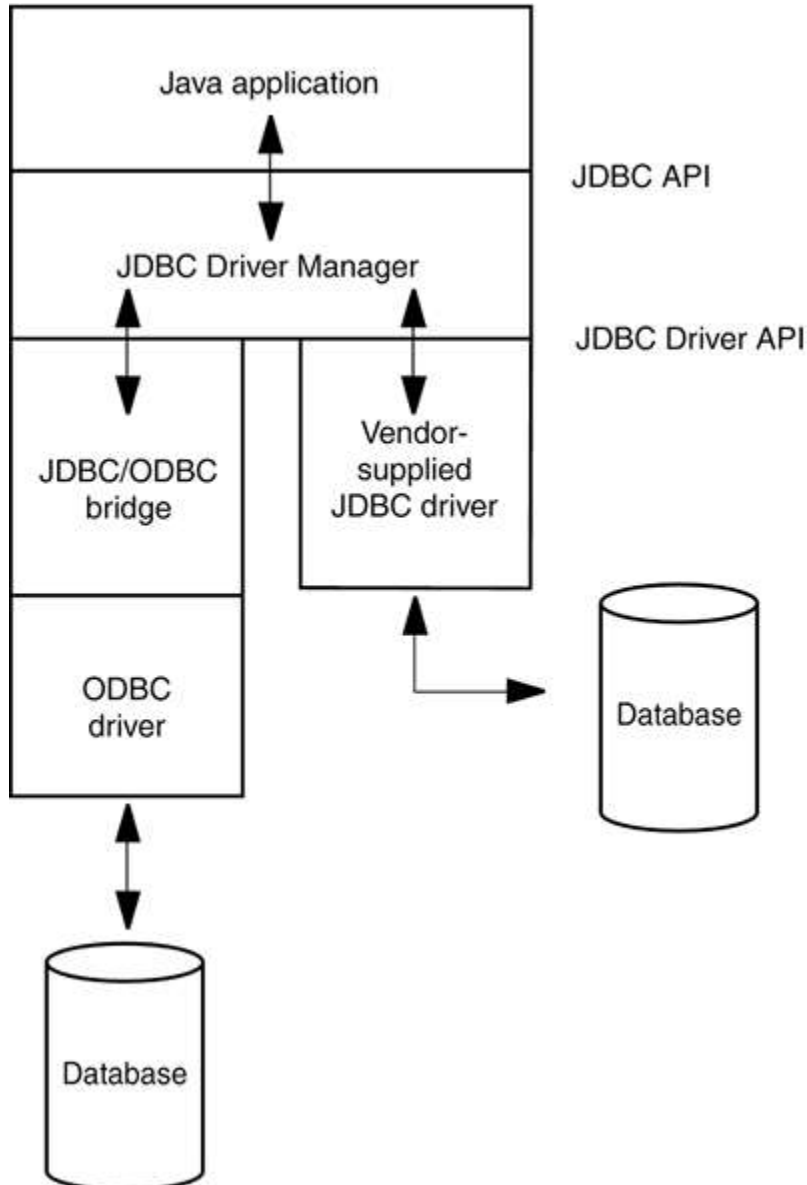 Java application
JDBC API
JDBC Driver Manager
JDBC Driver API
JDBC/ODBC
bridge
Vendor-
supplied
JDBC driver
ODBC
driver
Database
Database